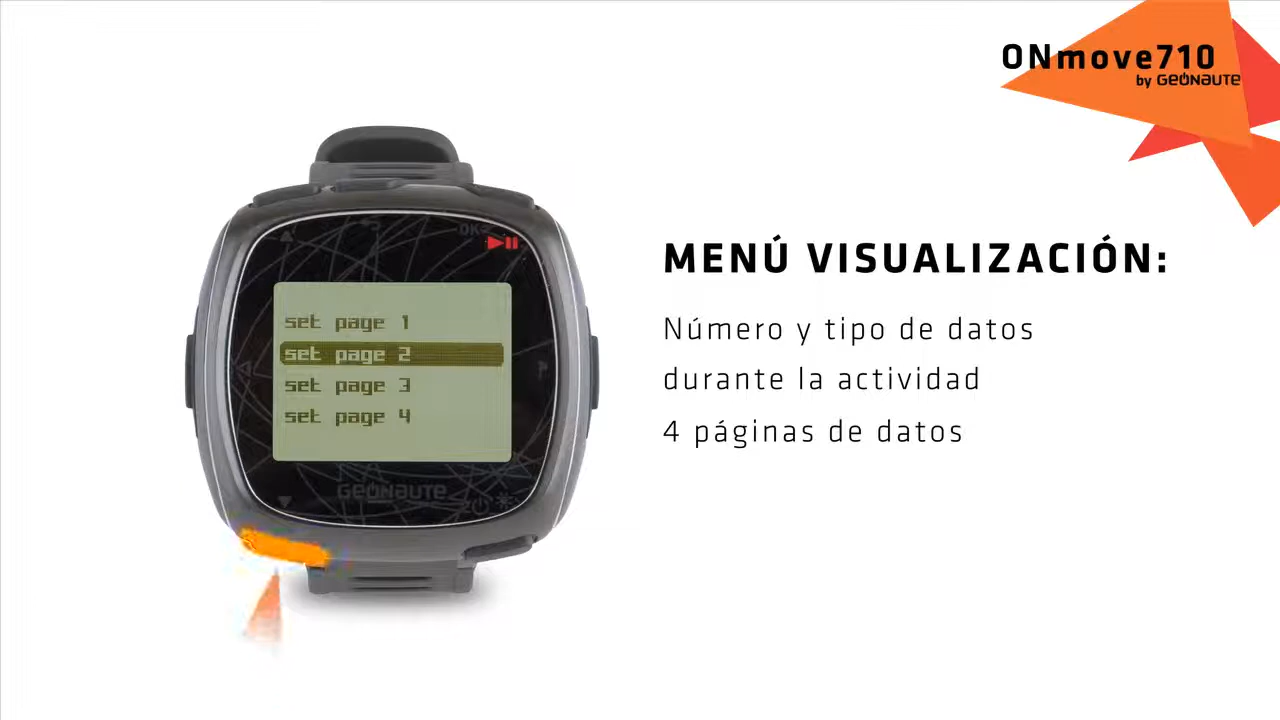 ONmove710
by GEONAUTE
OK
set page 1
set page 2
set page 3
set page 4
GEONAUTE
MENÚ VISUALIZACIÓN:
Número y tipo de datos
durante la actividad
4 páginas de datos